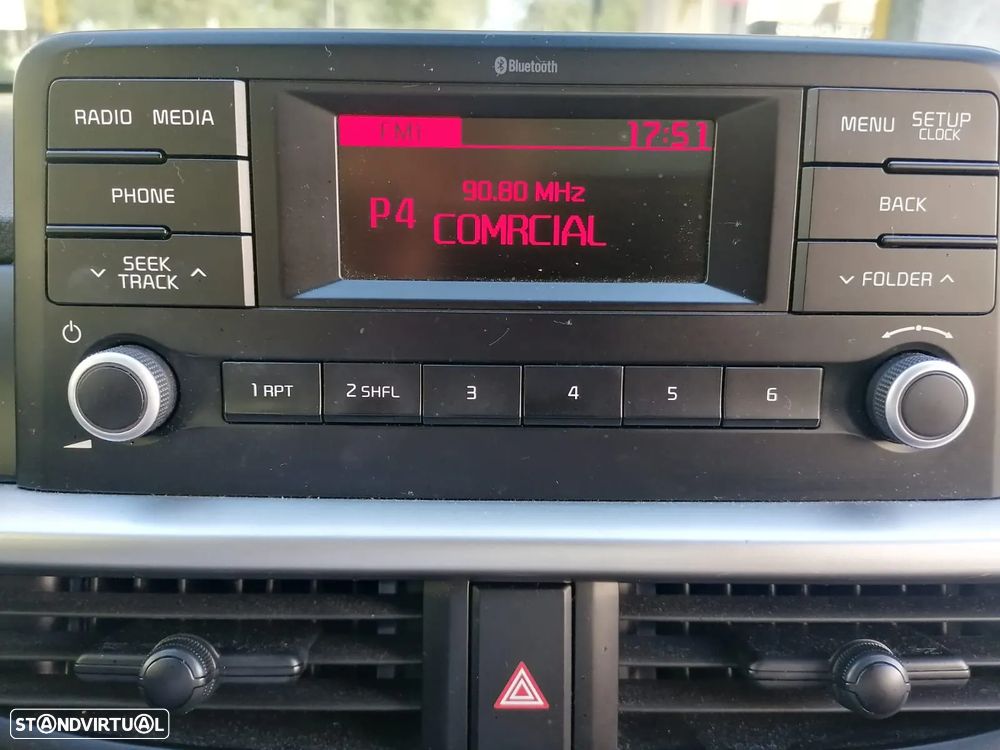 Bluetooth
RADIO MEDIA
PHONE
SEEK
TRACK
FM1 17:51
90.80 MHz
P4 COMRCIAL
MENU SETUP
CLOCK
BACK
FOLDER
1 RPT
2 SHFL
3
4
5
6
STANDVIRTUAL